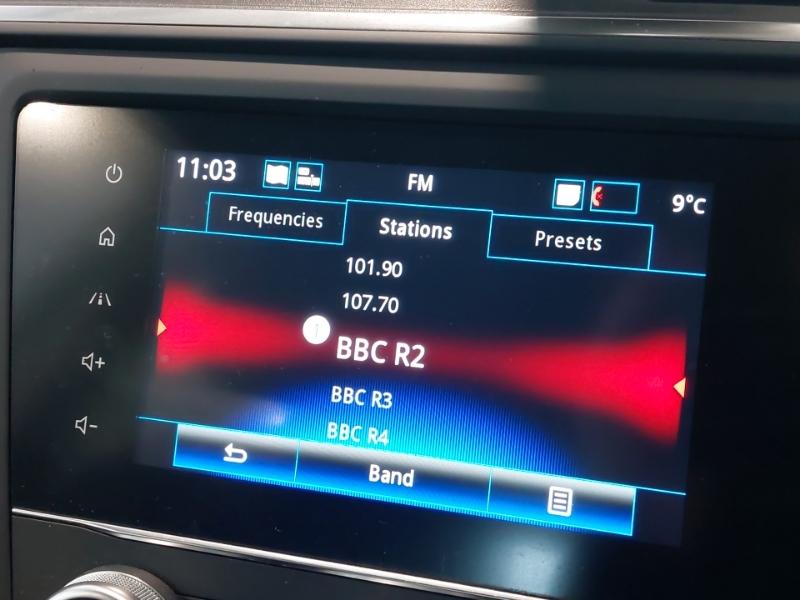 11:03 FM 9°C
Frequencies Stations Presets
101.90
107.70
BBC R2
BBC R3
BBC R4
Band